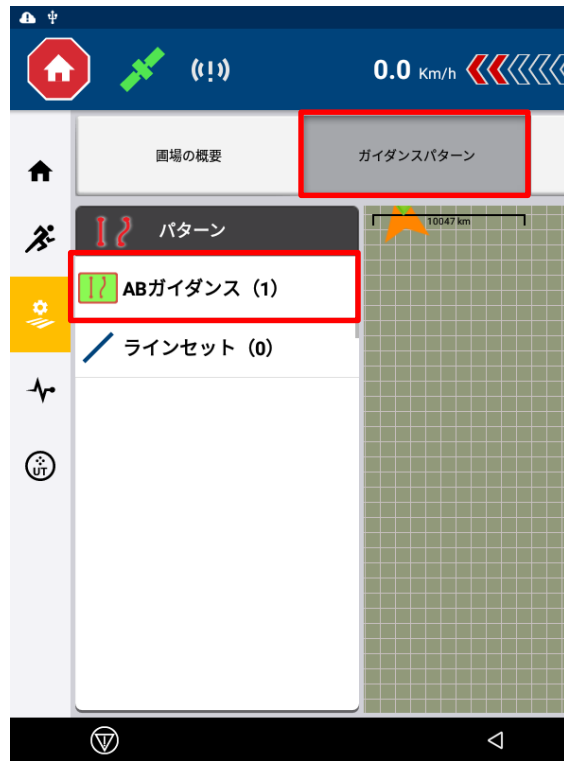 0.0 Km/h
圃場の概要
ガイダンスパターン
パターン
10047 km
ABガイダンス（1）
ラインセット（0）
UT